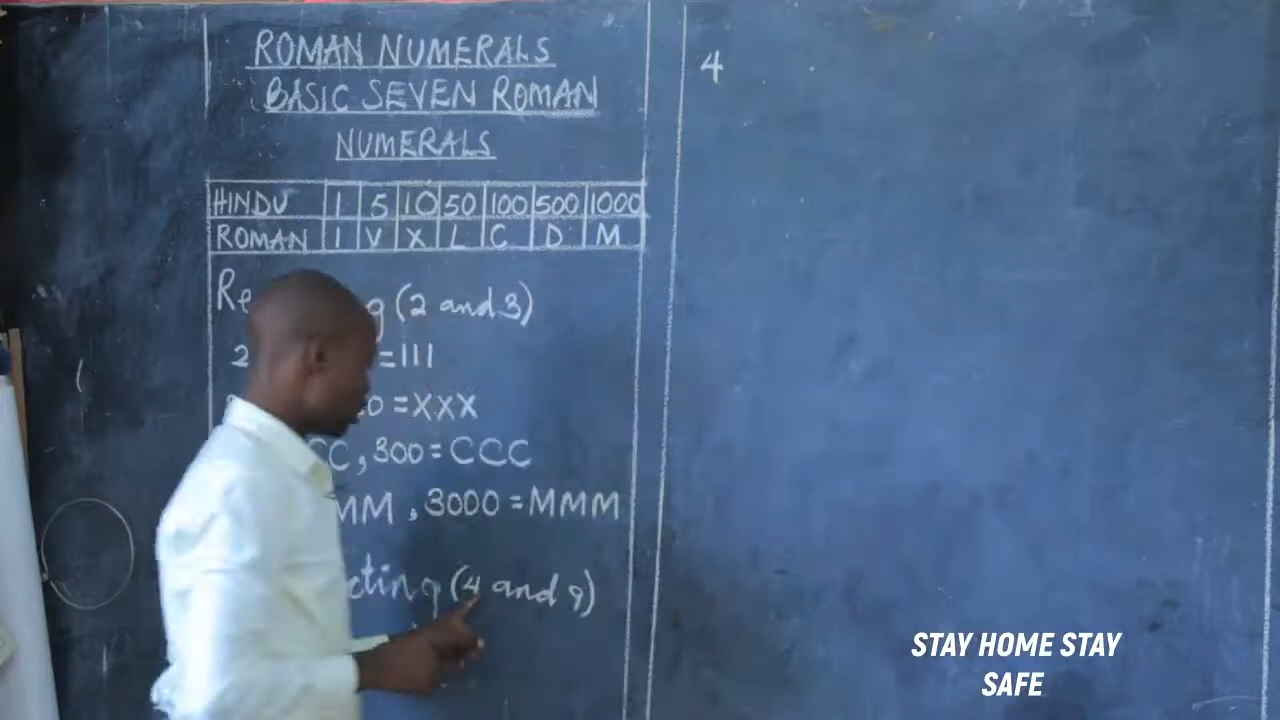 ROMAN NUMERALS
BASIC SEVEN ROMAN
NUMERALS
HINDU 1 5 10 50 100 500 1000
ROMAN I V X L C D M
(2 and 3)
2 =III
=XXX
CC, 300=CCC
MM, 3000=MMM
(4 and 9)
4
STAY HOME STAY
SAFE